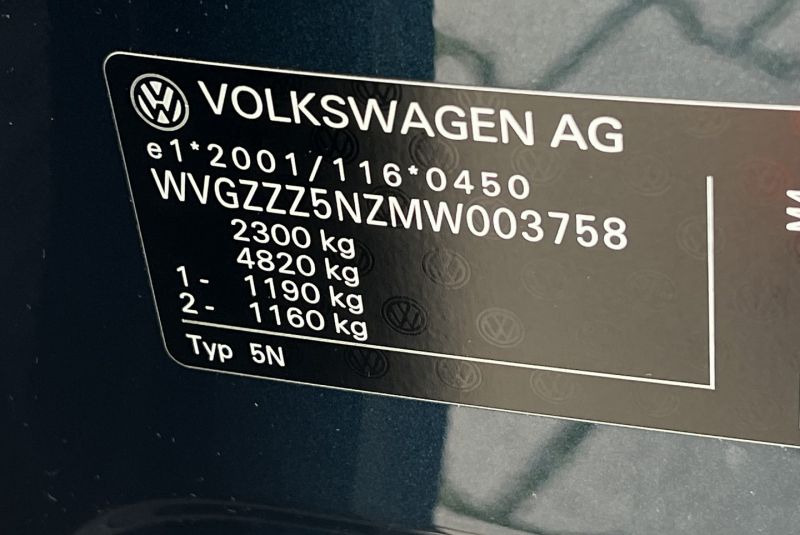 VOLKSWAGEN AG
e1*2001/116*0450
WVGZZZ5NZMW003758
2300 kg
4820 kg
1- 1190 kg
2- 1160 kg
Typ 5N